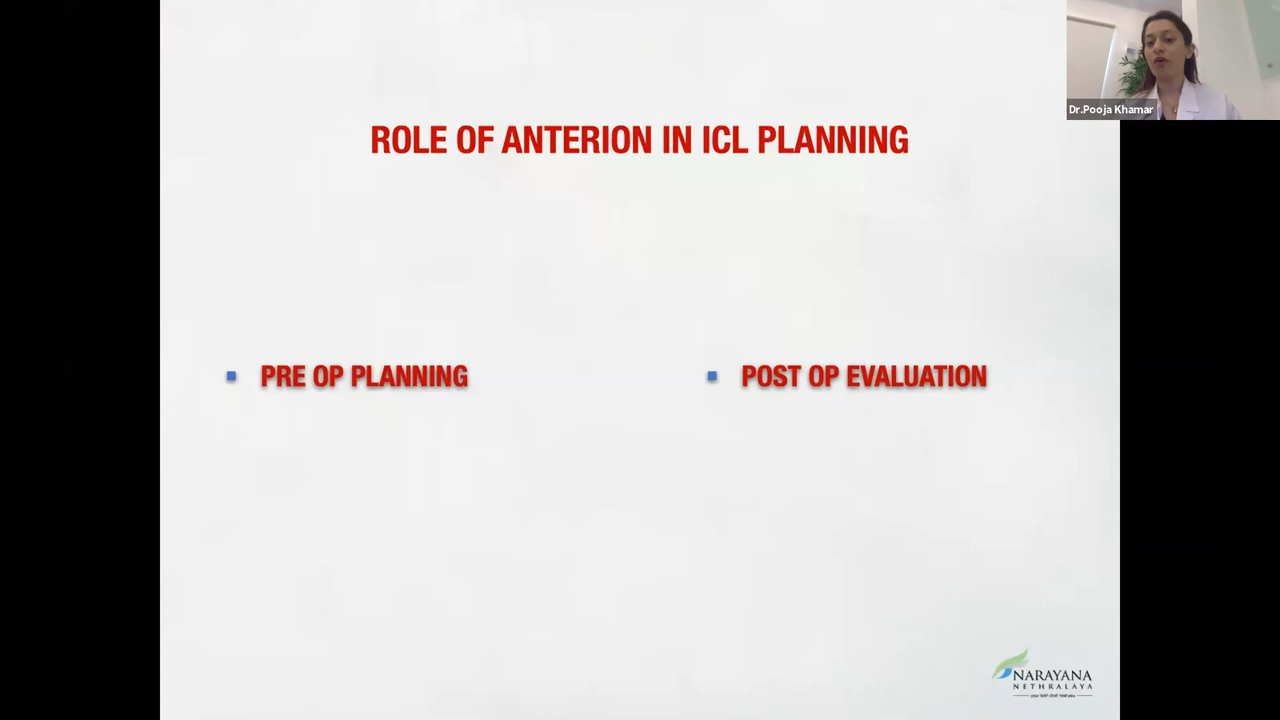 Dr.Pooja Khamar
ROLE OF ANTERION IN ICL PLANNING
PRE OP PLANNING
POST OP EVALUATION
NARAYANA
NETHRALAYA